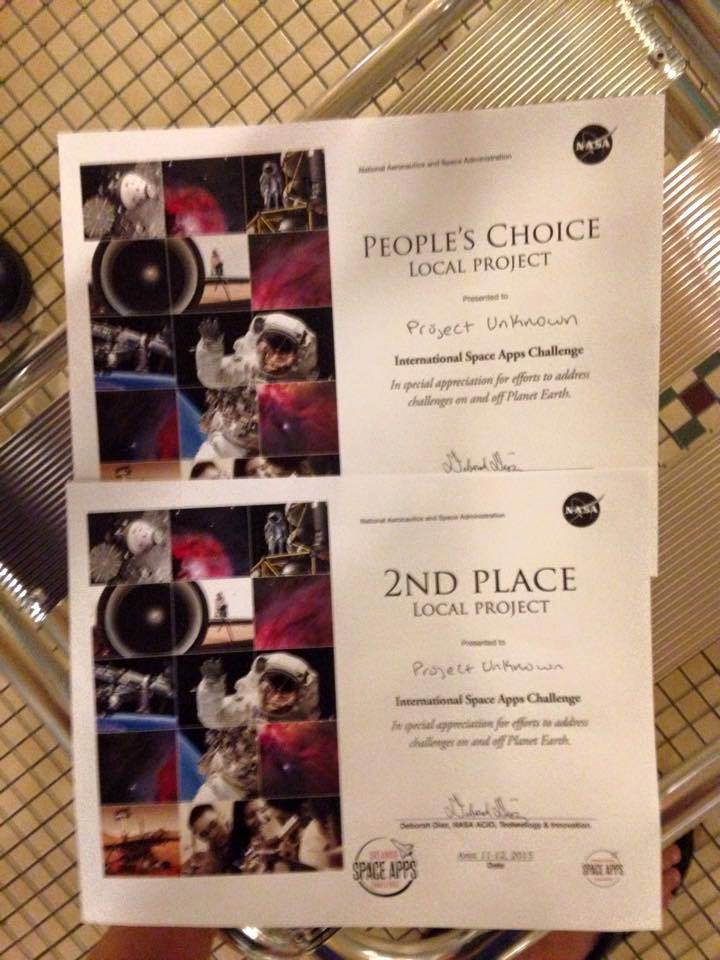 National Aeronautics and Space Administration
NASA
PEOPLE'S CHOICE
LOCAL PROJECT
Presented to
Project Unknown
International Space Apps Challenge
In special appreciation for efforts to address
challenges on and off Planet Earth.
National Aeronautics and Space Administration
NASA
2ND PLACE
LOCAL PROJECT
Presented to
Project Unknown
International Space Apps Challenge
In special appreciation for efforts to address
challenges on and off Planet Earth.
Deborah Diaz, NASA ACIO, Technology & Innovation
SPACE APPS
11-12, 2015
Date
SPACE APPS